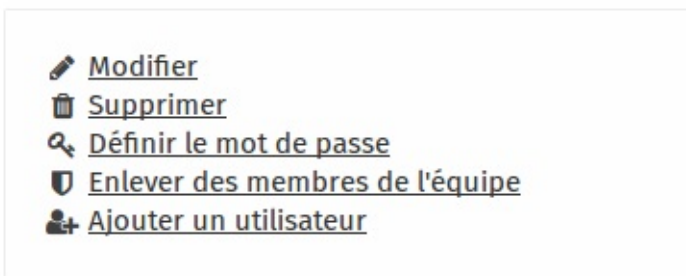 Modifier
Supprimer
Définir le mot de passe
Enlever des membres de l'équipe
Ajouter un utilisateur